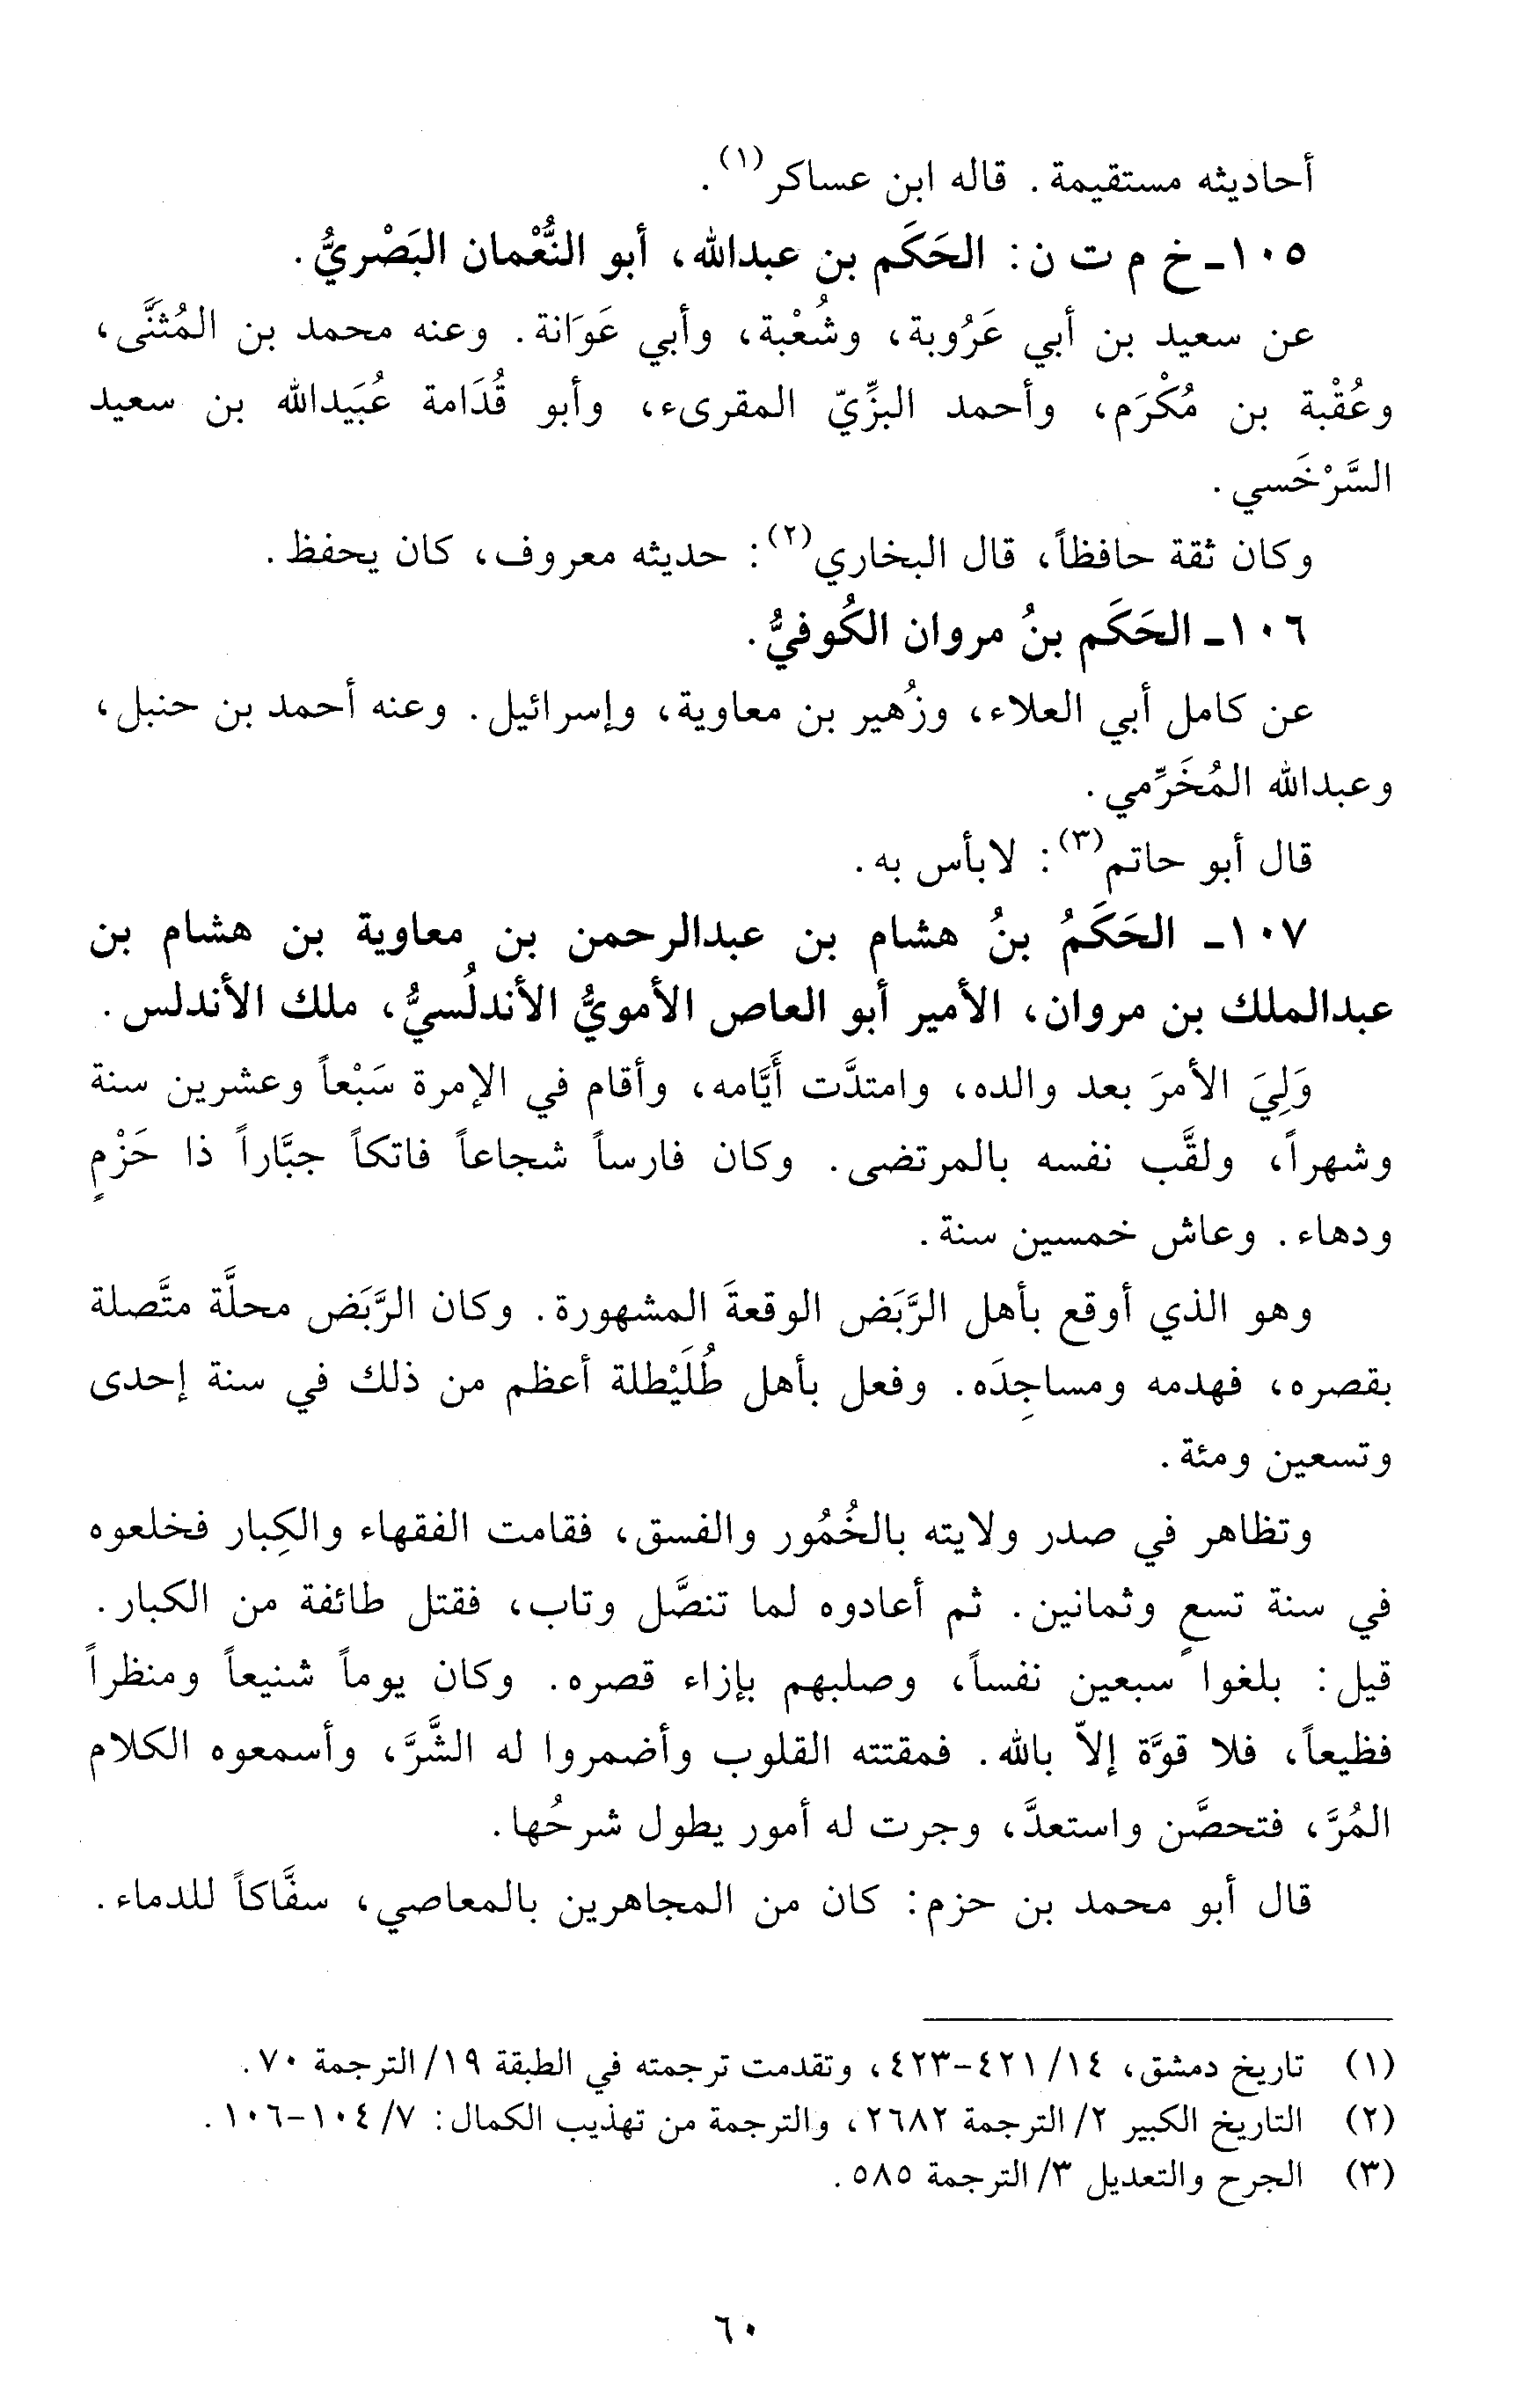 أحاديثه مستقيمة. قاله ابن عساكر(١).
١٠٥ـ خ م ت ن: الحَكَم بن عبدالله، أبو النُّعْمان البَصْريُّ.
عن سعيد بن أبي عَرُوبة، وشُعْبة، وأبي عَوَانة. وعنه محمد بن المُثنَّى،
وعُقْبة بن مُكْرَم، وأحمد البزِّيّ المقرىء، وأبو قُدَامة عُبَيدالله بن سعيد
السَّرْخَسي.
وكان ثقة حافظاً، قال البخاري(٢): حديثه معروف، كان يحفظ.
١٠٦ـ الحَكَم بنُ مروان الكُوفيُّ.
عن كامل أبي العلاء، وزُهير بن معاوية، وإسرائيل. وعنه أحمد بن حنبل،
وعبدالله المُخَرِّمي.
قال أبو حاتم(٣): لابأس به.
١٠٧ـ الحَكَمُ بنُ هشام بن عبدالرحمن بن معاوية بن هشام بن
عبدالملك بن مروان، الأمير أبو العاص الأمويُّ الأندلُسيُّ، ملك الأندلس.
وَلِيَ الأمرَ بعد والده، وامتدَّت أَيَّامه، وأقام في الإمرة سَبْعاً وعشرين سنة
وشهراً، ولقَّب نفسه بالمرتضى. وكان فارساً شجاعاً فاتكاً جبَّاراً ذا حَزْمٍ
ودهاء. وعاش خمسين سنة.
وهو الذي أوقع بأهل الرَّبَض الوقعةَ المشهورة. وكان الرَّبَض محلَّة متَّصلة
بقصره، فهدمه ومساجِدَه. وفعل بأهل طُلَيْطلة أعظم من ذلك في سنة إحدى
وتسعين ومئة.
وتظاهر في صدر ولايته بالخُمُور والفسق، فقامت الفقهاء والكِبار فخلعوه
في سنة تسعٍ وثمانين. ثم أعادوه لما تنصَّل وتاب، فقتل طائفة من الكبار.
قيل: بلغوا سبعين نفساً، وصلبهم بإزاء قصره. وكان يوماً شنيعاً ومنظراً
فظيعاً، فلا قوَّة إلاّ بالله. فمقتته القلوب وأضمروا له الشَّرَّ، وأسمعوه الكلام
المُرَّ، فتحصَّن واستعدَّ، وجرت له أمور يطول شرحُها.
قال أبو محمد بن حزم: كان من المجاهرين بالمعاصي، سفَّاكاً للدماء.
(١) تاريخ دمشق، ١٤/ ٤٢١-٤٢٣، وتقدمت ترجمته في الطبقة ١٩/ الترجمة ٧٠.
(٢) التاريخ الكبير ٢/ الترجمة ٢٦٨٢، والترجمة من تهذيب الكمال: ٧/ ١٠٤-١٠٦.
(٣) الجرح والتعديل ٣/ الترجمة ٥٨٥.
٦٠